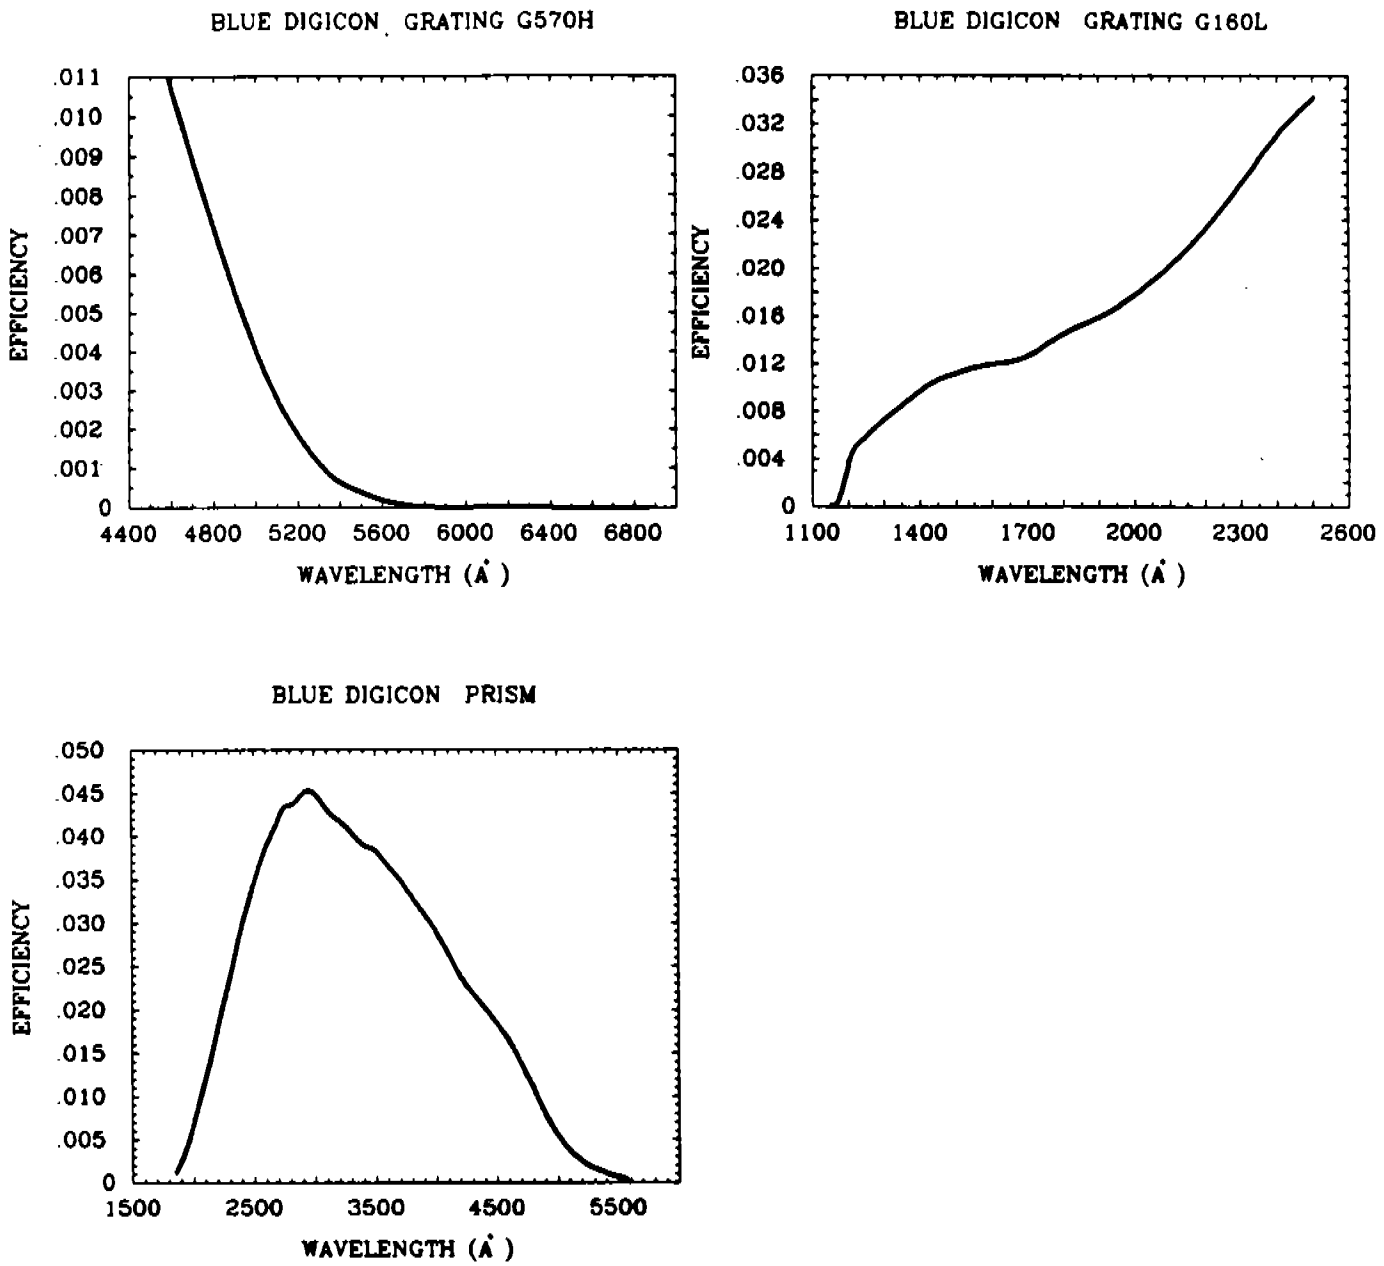 BLUE DIGICON GRATING G570H
.011
.010
.009
.008
.007
.006
.005
.004
.003
.002
.001
0
EFFICIENCY
4400 4800 5200 5600 6000 6400 6800
WAVELENGTH (Å)
BLUE DIGICON GRATING G160L
.036
.032
.028
.024
.020
.016
.012
.008
.004
0
EFFICIENCY
1100 1400 1700 2000 2300 2600
WAVELENGTH (Å)
BLUE DIGICON PRISM
.050
.045
.040
.035
.030
.025
.020
.015
.010
.005
0
EFFICIENCY
1500 2500 3500 4500 5500
WAVELENGTH (Å)